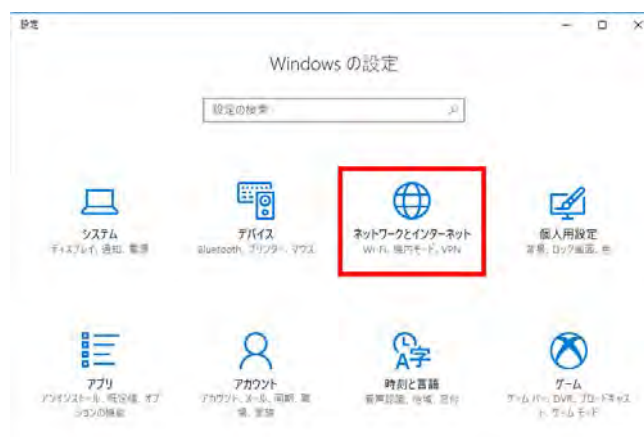 設定
Windows の設定
設定の検索
システム
ディスプレイ、通知、電源
デバイス
Bluetooth、プリンター、マウス
ネットワークとインターネット
Wi-Fi、機内モード、VPN
個人用設定
背景、ロック画面、色
アプリ
アンインストール、既定値、オプ
ションの機能
アカウント
アカウント、メール、同期、職
場、家族
A字
時刻と言語
音声認識、地域、日付
ゲーム
ゲーム バー、DVR、ブロードキャス
ト、ゲーム モード